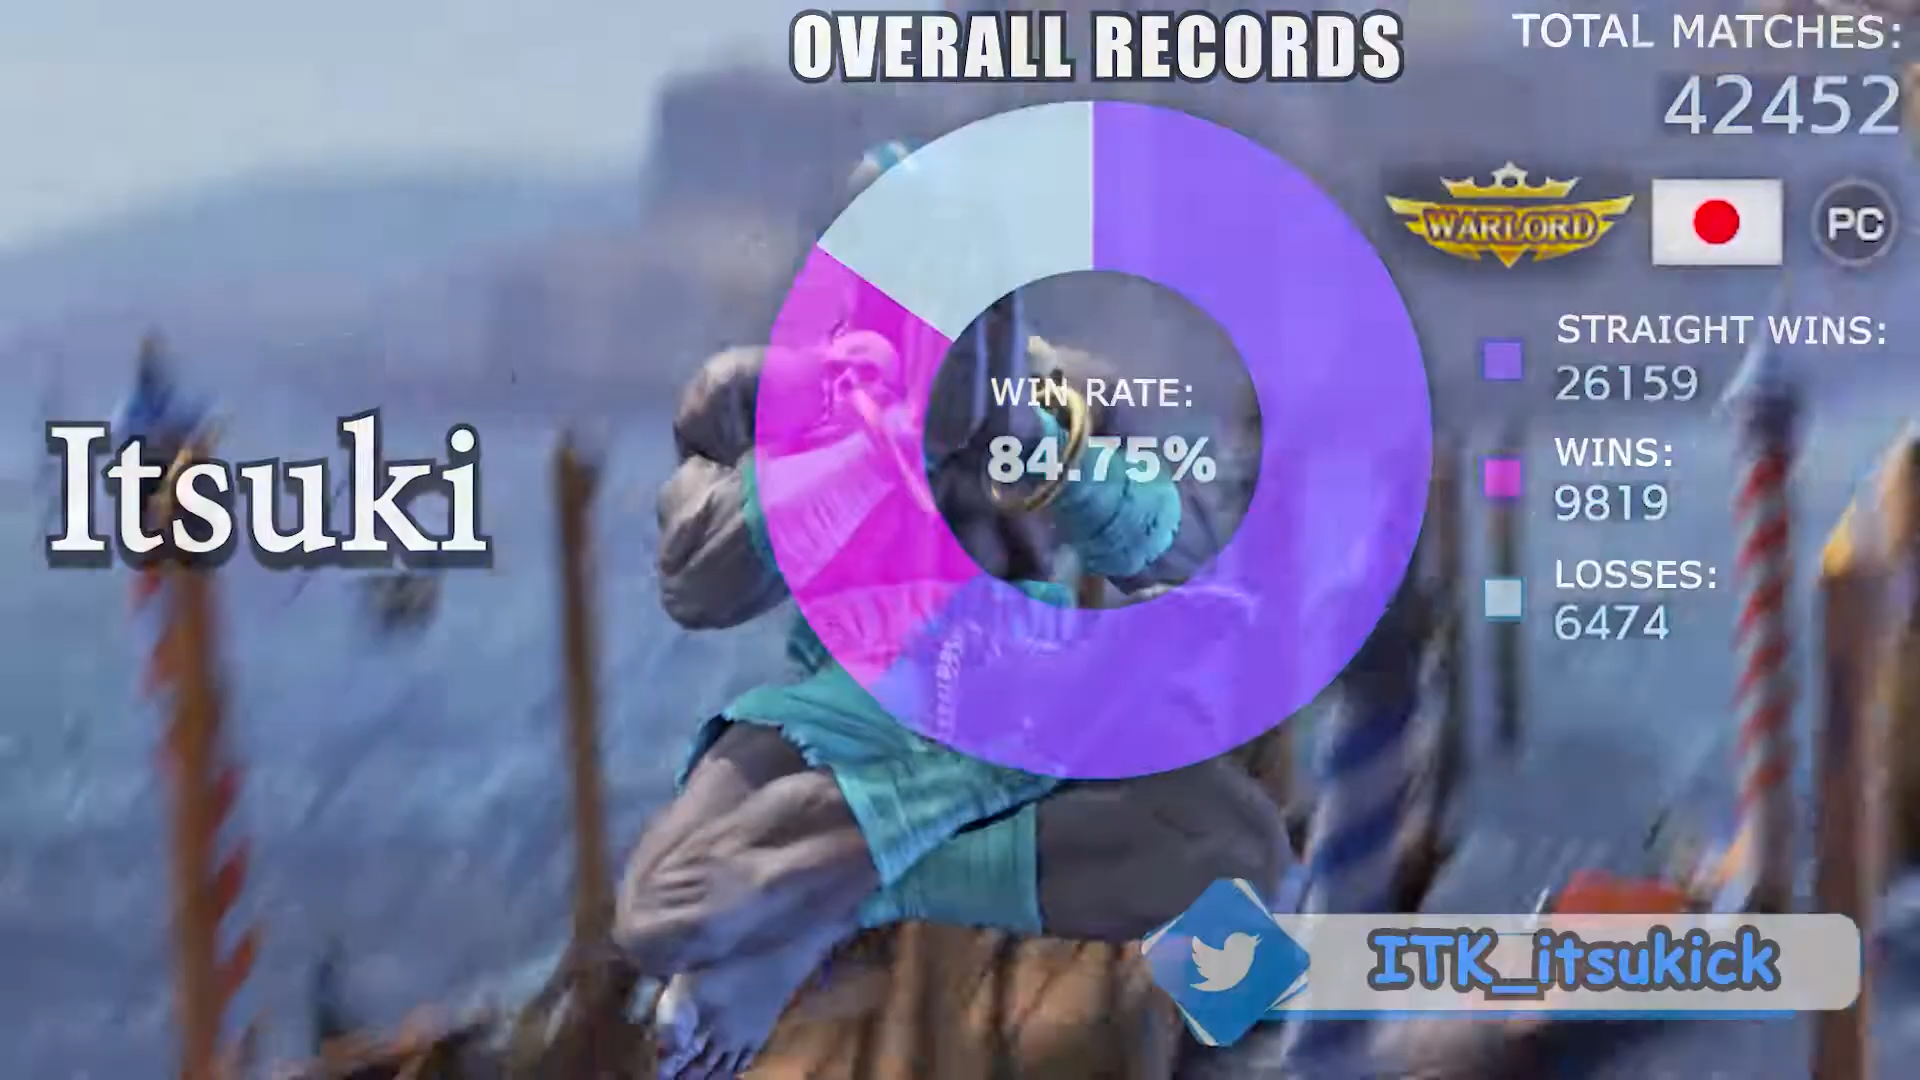 OVERALL RECORDS
TOTAL MATCHES:
42452
WARLORD
PC
STRAIGHT WINS:
26159
WIN RATE:
84.75%
WINS:
9819
LOSSES:
6474
Itsuki
ITK_itsukick